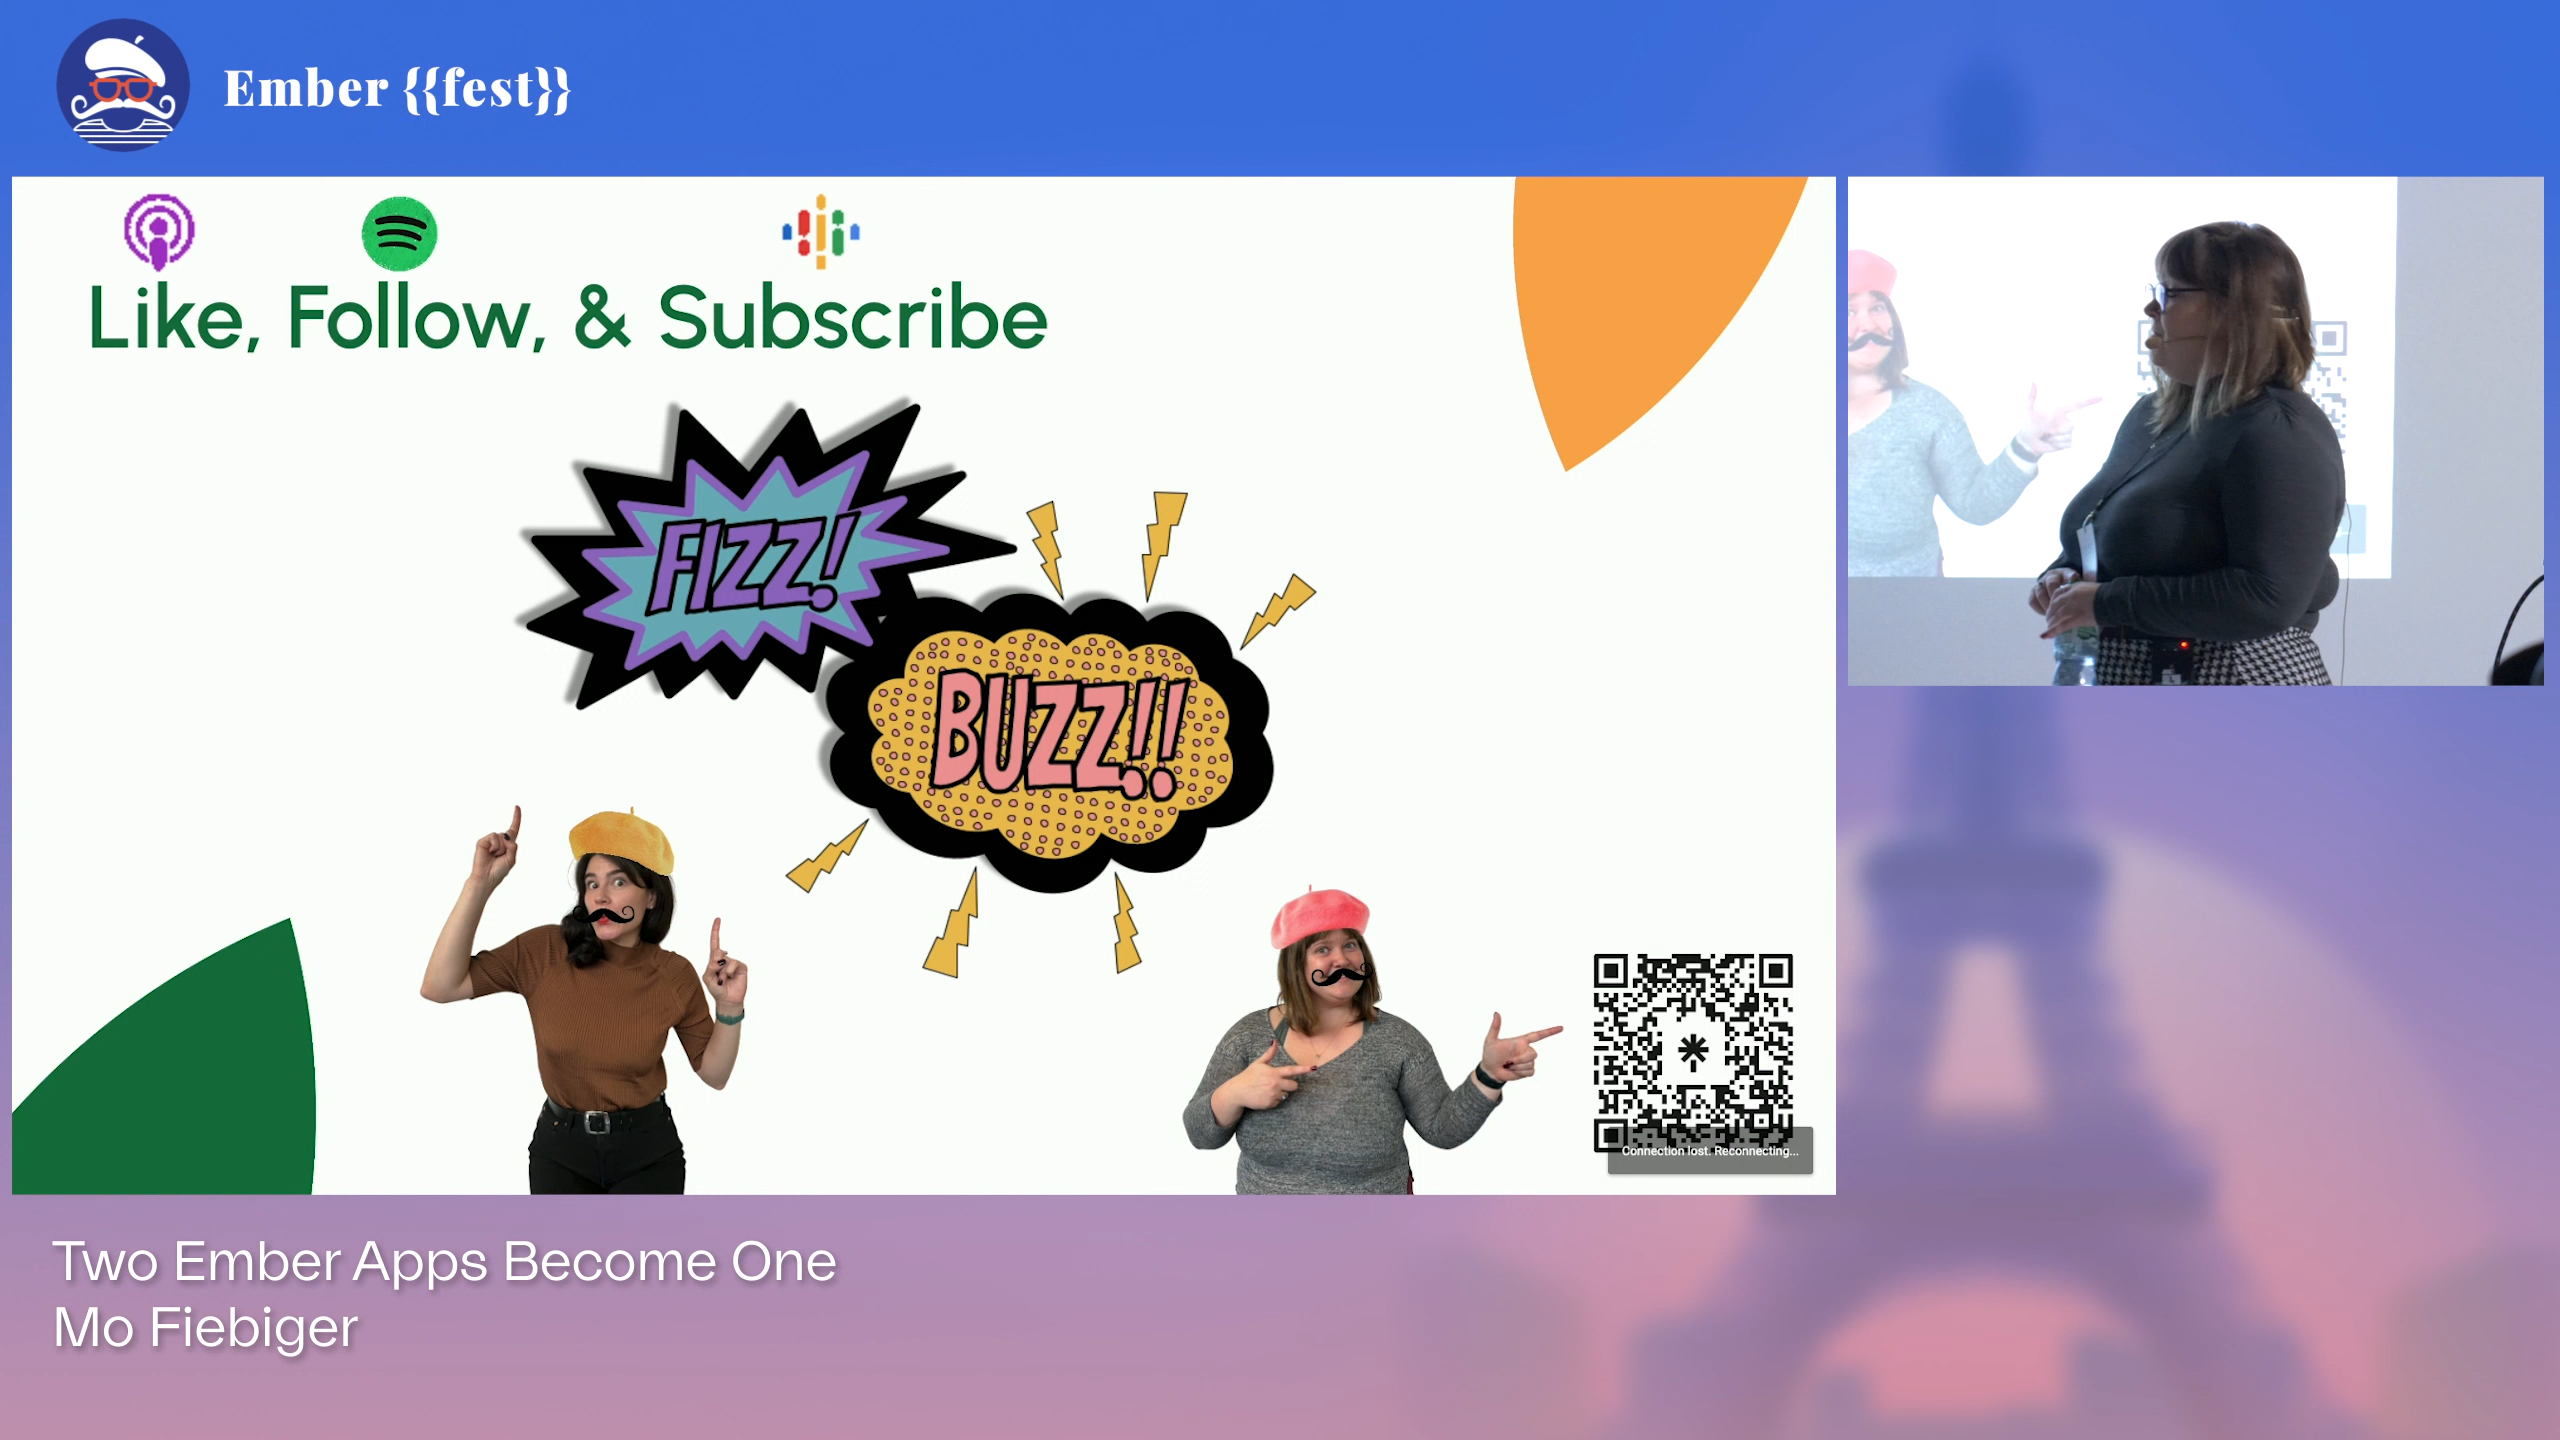 Ember {{fest}}
Like, Follow, & Subscribe
FIZZ!
BUZZ!!
Connection lost. Reconnecting...
Two Ember Apps Become One
Mo Fiebiger